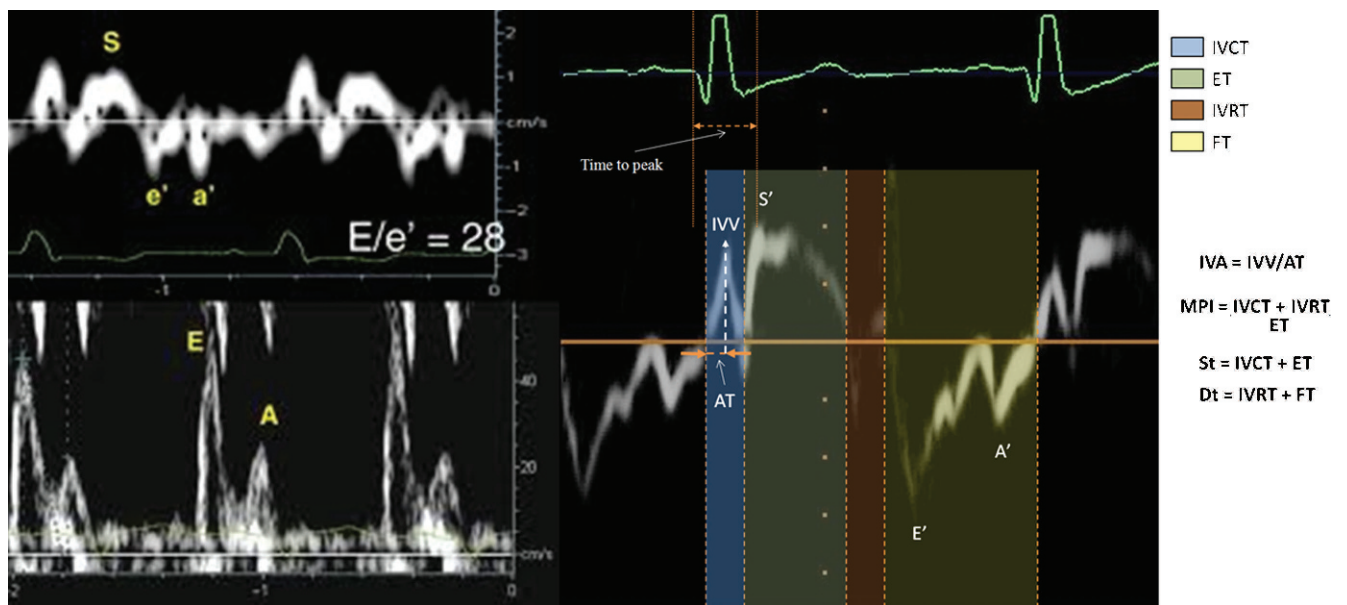 S
2
1
cm/s
-1
e'
a'
-2
E/e' = 28
-3
-1
0
E
40
A
20
cm/s
2
-1
0
Time to peak
IVV
S'
AT
A'
E'
IVCT
ET
IVRT
FT
IVA = IVV/AT
MPI = IVCT + IVRT
ET
St = IVCT + ET
Dt = IVRT + FT